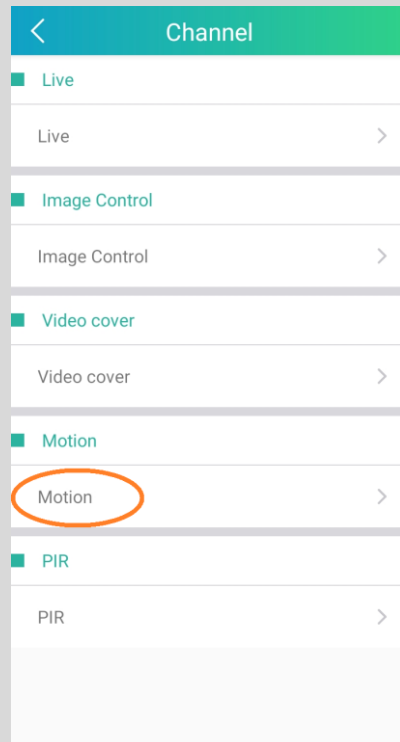 Channel
Live
Live
Image Control
Image Control
Video cover
Video cover
Motion
Motion
PIR
PIR